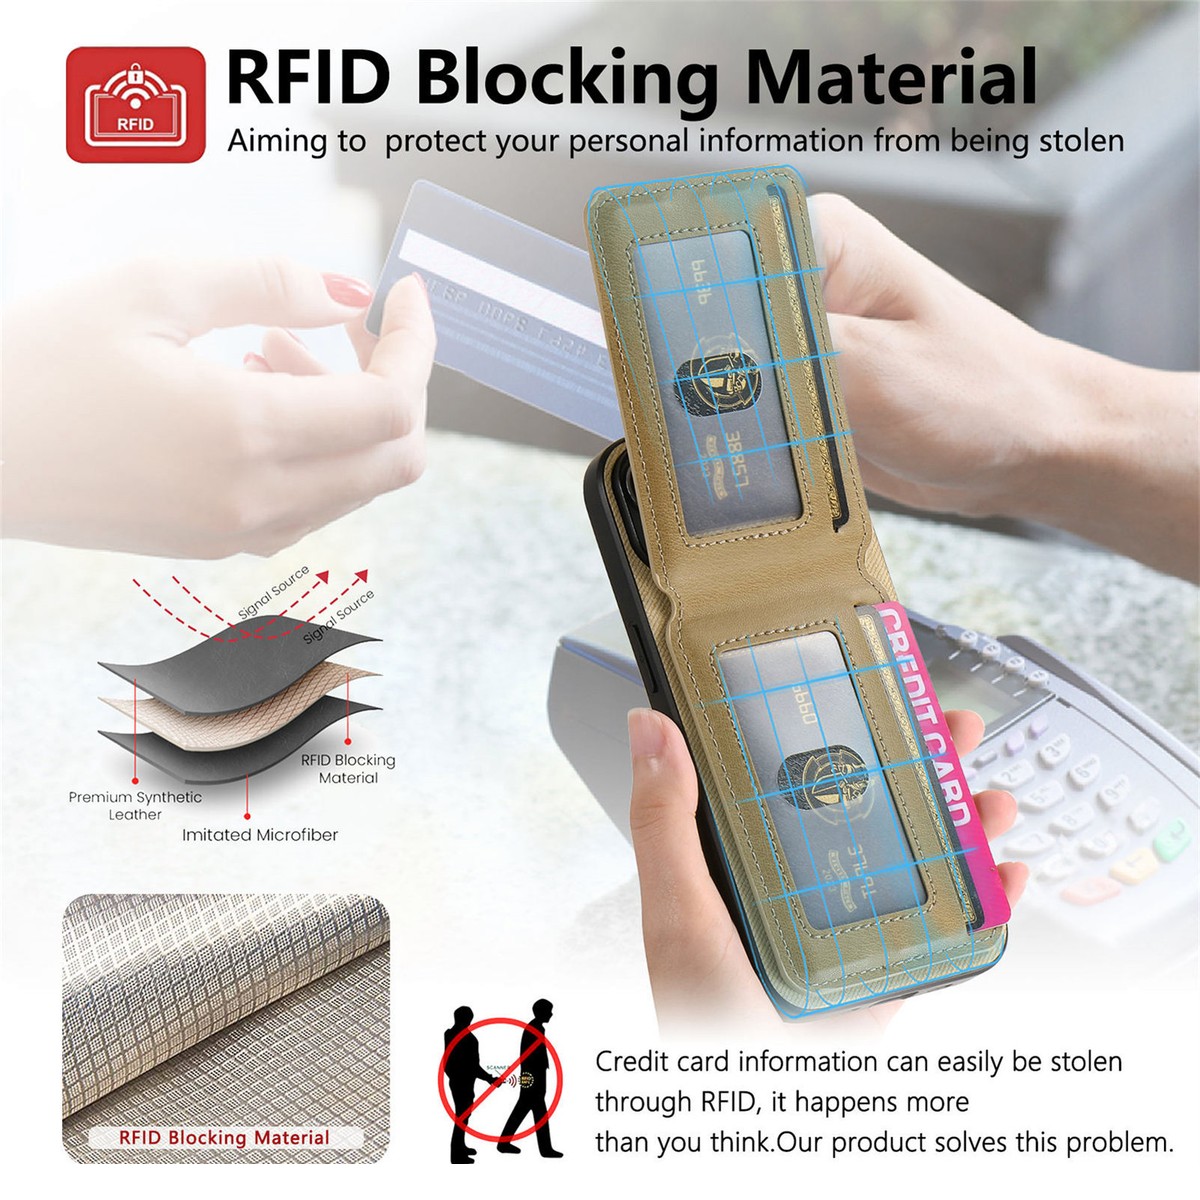 RFID
RFID Blocking Material
Aiming to protect your personal information from being stolen
Signal Source
Signal Source
RFID Blocking
Material
Premium Synthetic
Leather
Imitated Microfiber
CREDIT CARD
38857
RFID Blocking Material
SCANNER
Credit card information can easily be stolen
through RFID, it happens more
than you think.Our product solves this problem.